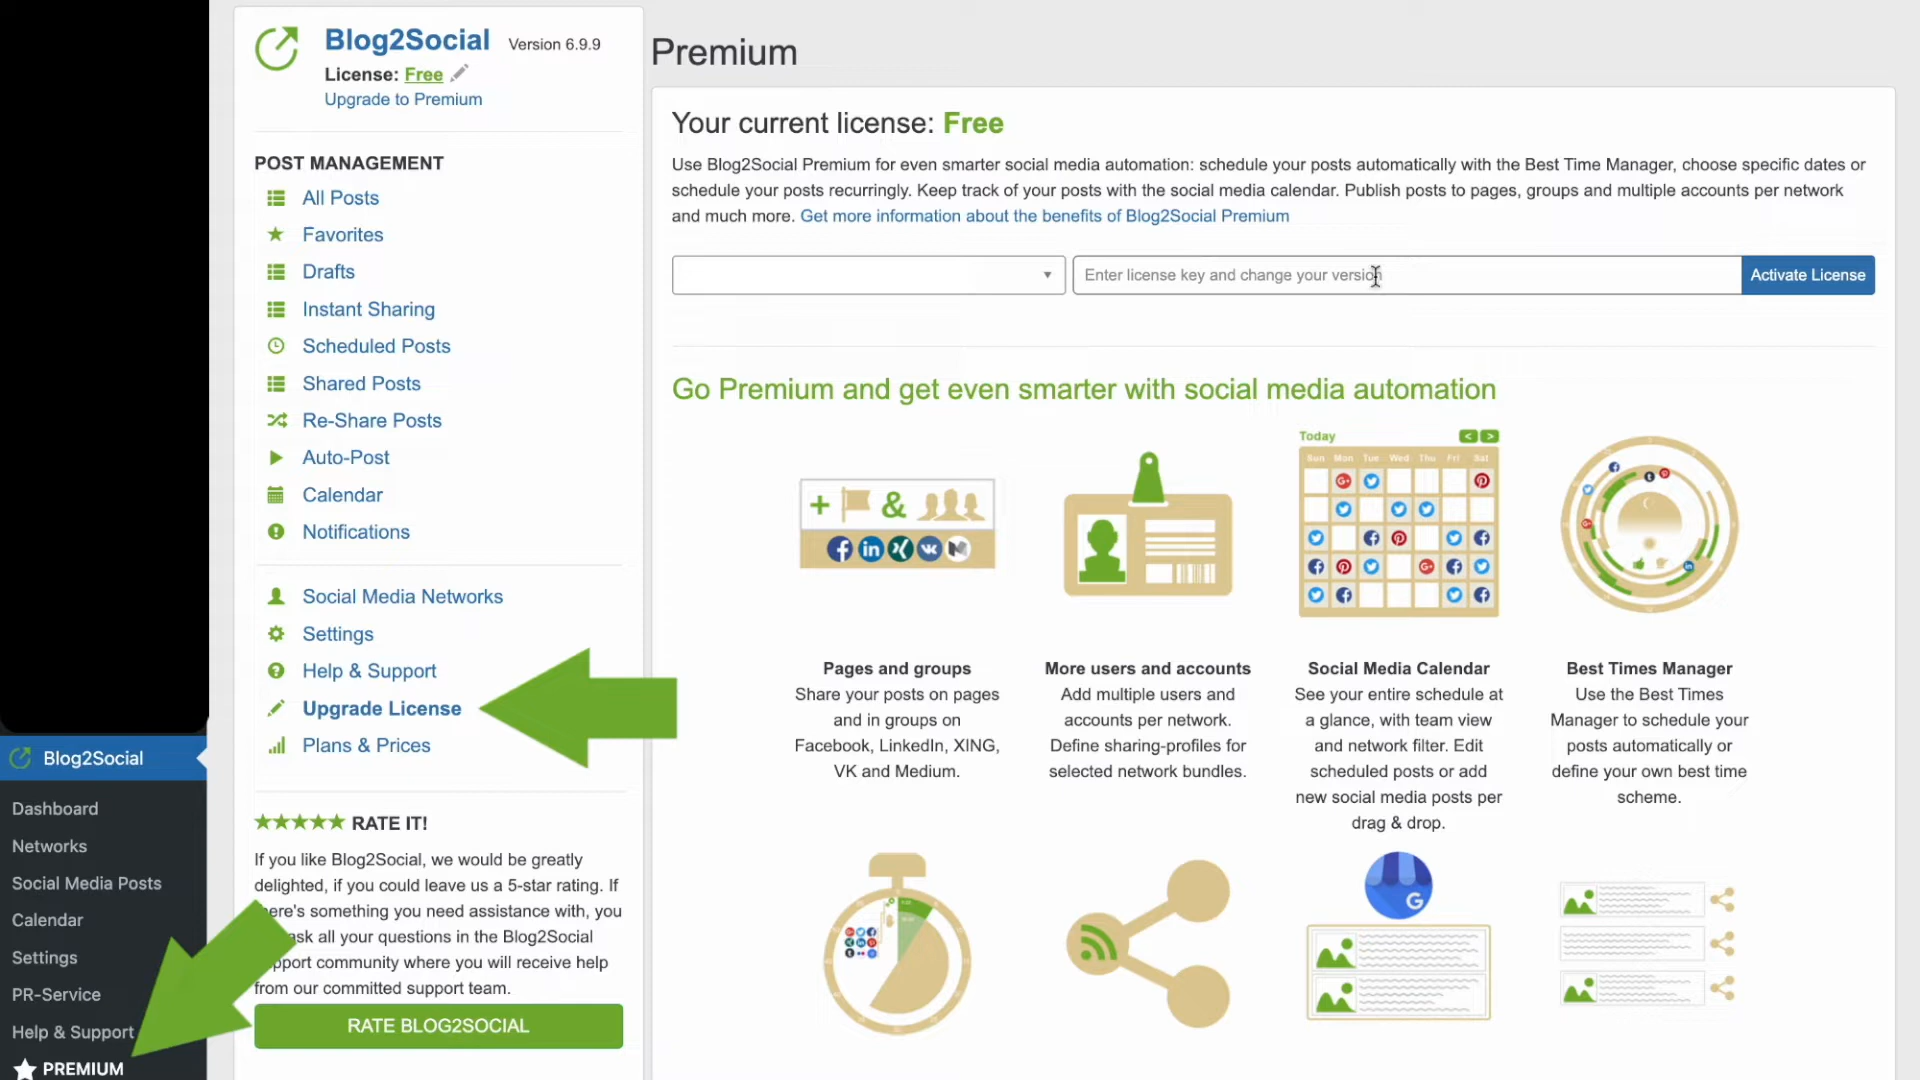 Blog2Social Version 6.9.9
License: Free
Upgrade to Premium
POST MANAGEMENT
All Posts
Favorites
Drafts
Instant Sharing
Scheduled Posts
Shared Posts
Re-Share Posts
Auto-Post
Calendar
Notifications
Social Media Networks
Settings
Help & Support
Upgrade License
Plans & Prices
RATE IT!
If you like Blog2Social, we would be greatly
delighted, if you could leave us a 5-star rating. If
here's something you need assistance with, you
ask all your questions in the Blog2Social
pport community where you will receive help
from our committed support team.
RATE BLOG2SOCIAL
Blog2Social
Dashboard
Networks
Social Media Posts
Calendar
Settings
PR-Service
Help & Support
PREMIUM
Premium
Your current license: Free
Use Blog2Social Premium for even smarter social media automation: schedule your posts automatically with the Best Time Manager, choose specific dates or
schedule your posts recurringly. Keep track of your posts with the social media calendar. Publish posts to pages, groups and multiple accounts per network
and much more. Get more information about the benefits of Blog2Social Premium
Enter license key and change your version
Activate License
Go Premium and get even smarter with social media automation
+ &
Today < >
Sun Mon Tue Wed Thu Fri Sat
Pages and groups
Share your posts on pages
and in groups on
Facebook, LinkedIn, XING,
VK and Medium.
More users and accounts
Add multiple users and
accounts per network.
Define sharing-profiles for
selected network bundles.
Social Media Calendar
See your entire schedule at
a glance, with team view
and network filter. Edit
scheduled posts or add
new social media posts per
drag & drop.
Best Times Manager
Use the Best Times
Manager to schedule your
posts automatically or
define your own best time
scheme.